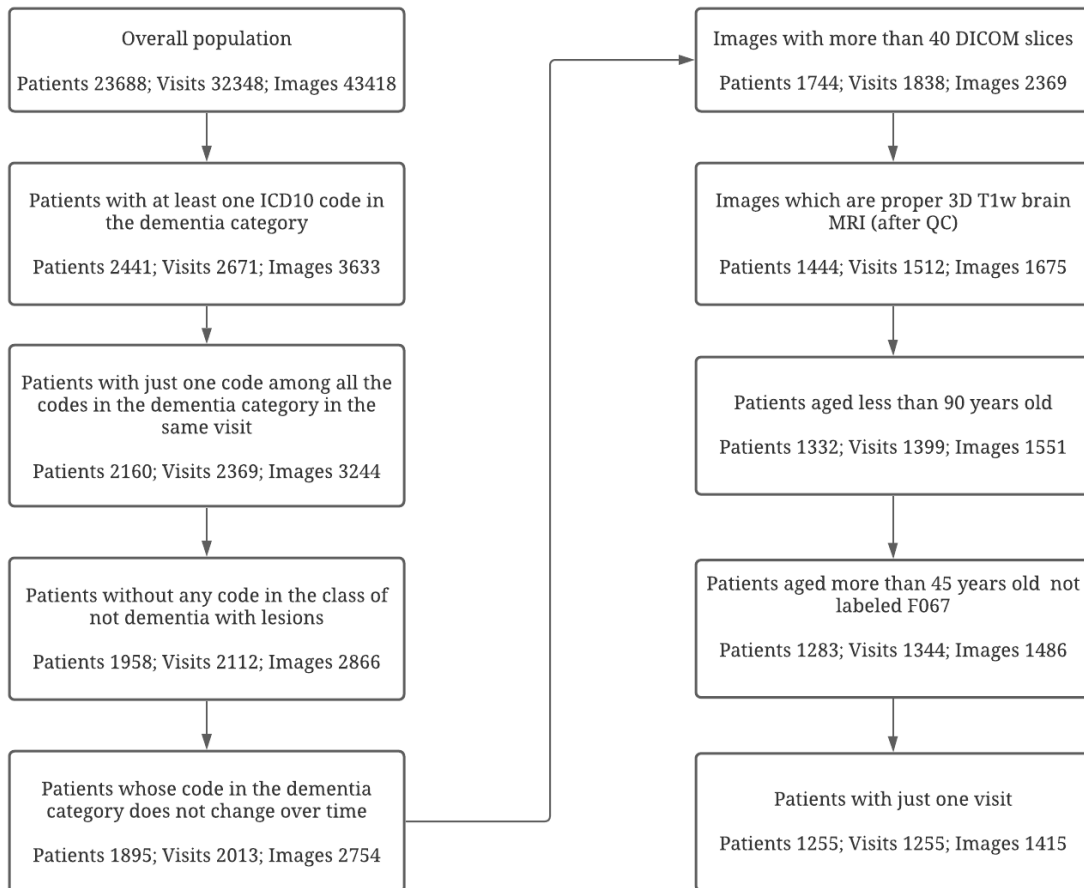 Overall population
Patients 23688; Visits 32348; Images 43418
Patients with at least one ICD10 code in
the dementia category
Patients 2441; Visits 2671; Images 3633
Patients with just one code among all the
codes in the dementia category in the
same visit
Patients 2160; Visits 2369; Images 3244
Patients without any code in the class of
not dementia with lesions
Patients 1958; Visits 2112; Images 2866
Patients whose code in the dementia
category does not change over time
Patients 1895; Visits 2013; Images 2754
Images with more than 40 DICOM slices
Patients 1744; Visits 1838; Images 2369
Images which are proper 3D T1w brain
MRI (after QC)
Patients 1444; Visits 1512; Images 1675
Patients aged less than 90 years old
Patients 1332; Visits 1399; Images 1551
Patients aged more than 45 years old not
labeled F067
Patients 1283; Visits 1344; Images 1486
Patients with just one visit
Patients 1255; Visits 1255; Images 1415